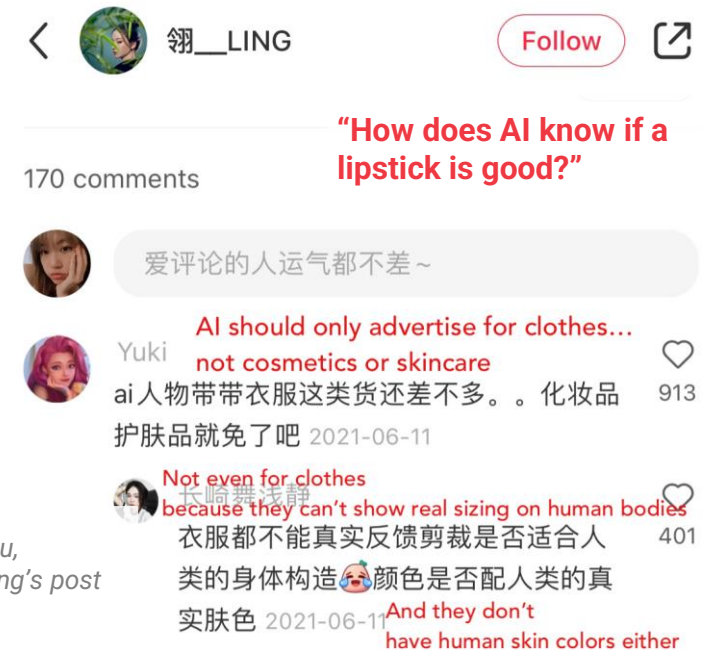 翎__LING
Follow
“How does AI know if a
lipstick is good?”
170 comments
爱评论的人运气都不差~
AI should only advertise for clothes...
Yuki
not cosmetics or skincare
ai人物带带衣服这类货还差不多。。化妆品
913
护肤品就免了吧 2021-06-11
Not even for clothes
长崎舞浅静
because they can't show real sizing on human bodies
衣服都不能真实反馈剪裁是否适合人
401
u,
类的身体构造颜色是否配人类的真
ng's post
实肤色 2021-06-11
And they don't
have human skin colors either